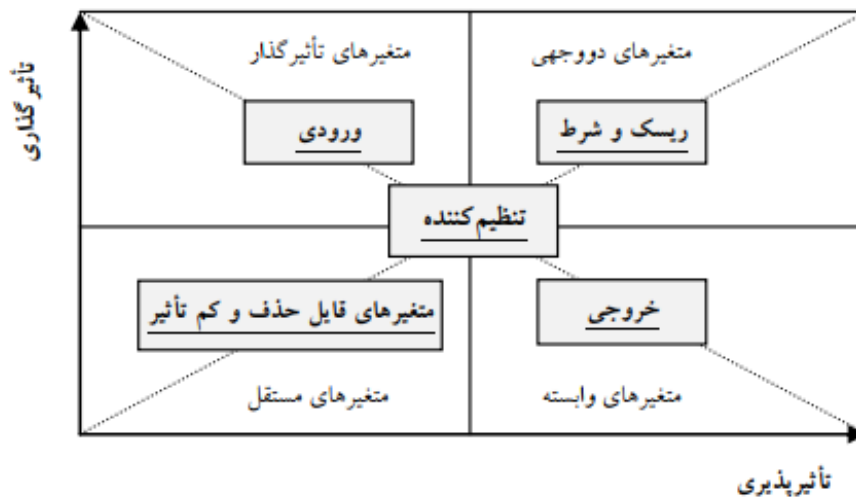 تأثیرگذاری
متغیرهای دووجهی
متغیرهای تأثیرگذار
ریسک و شرط
ورودی
تنظیم‌کننده
خروجی
متغیرهای قابل حذف و کم تأثیر
متغیرهای وابسته
متغیرهای مستقل
تأثیرپذیری